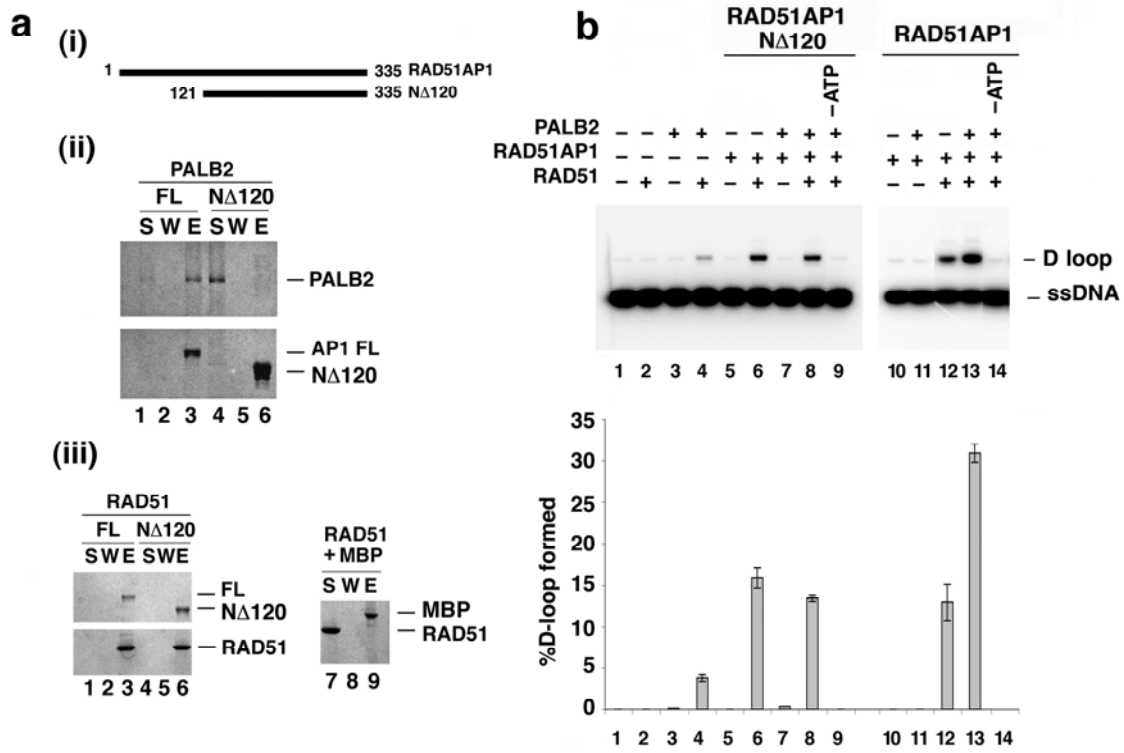 a
(i)
1 335 RAD51AP1
121 335 NΔ120
(ii)
PALB2
FL NΔ120
S W E S W E
PALB2
AP1 FL
NΔ120
1 2 3 4 5 6
(iii)
RAD51
FL NΔ120
S W E S W E
FL
NΔ120
RAD51
1 2 3 4 5 6
RAD51
+ MBP
S W E
MBP
RAD51
7 8 9
b
RAD51AP1
NΔ120
RAD51AP1
–ATP
–ATP
PALB2 – – + + – – + + + – + – + +
RAD51AP1 – – – – + + + + + + + + + +
RAD51 – + – + – + – + + – – + + +
D loop
ssDNA
1 2 3 4 5 6 7 8 9 10 11 12 13 14
%D-loop formed
35
30
25
20
15
10
5
0
1 2 3 4 5 6 7 8 9 10 11 12 13 14